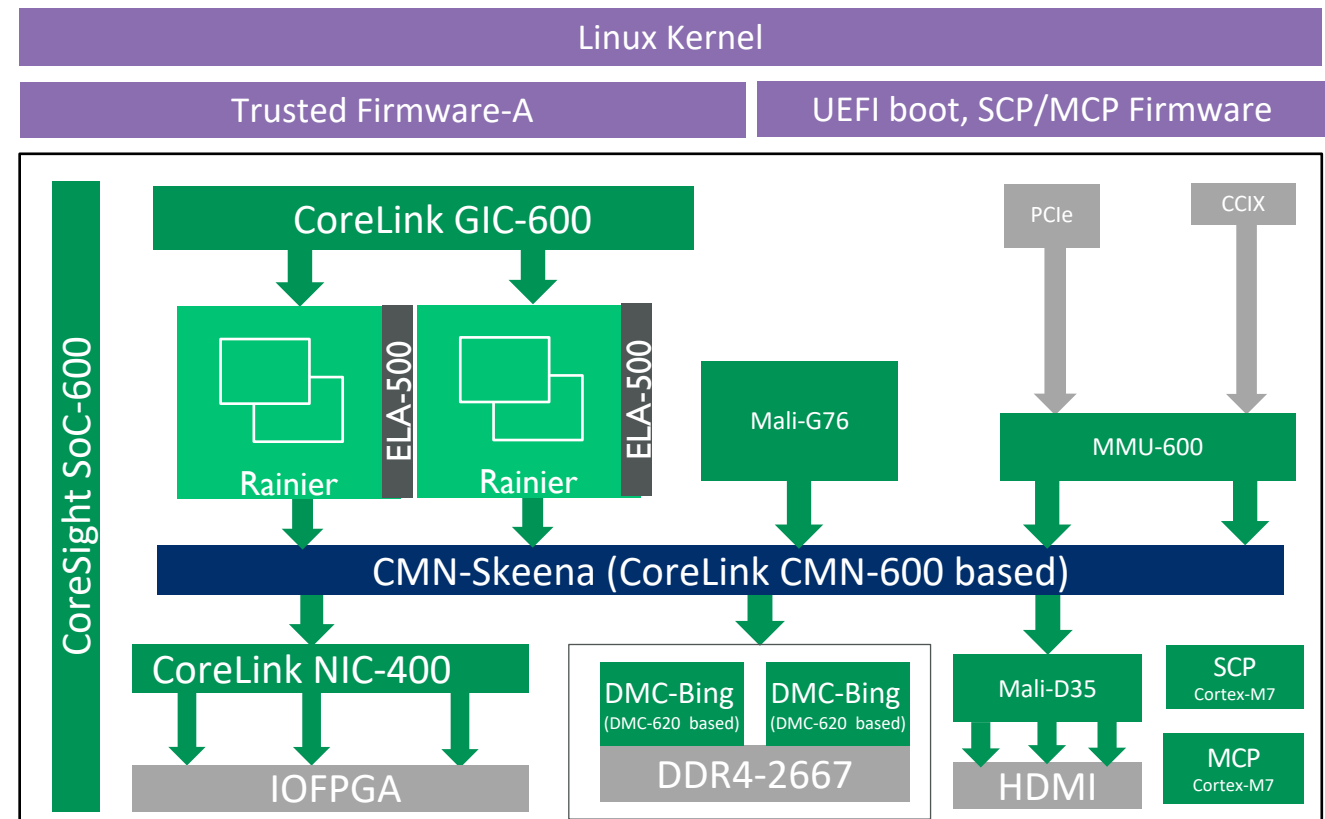 Linux Kernel
Trusted Firmware-A
UEFI boot, SCP/MCP Firmware
CoreSight SoC-600
CoreLink GIC-600
PCIe
CCIX
Rainier
ELA-500
Rainier
ELA-500
Mali-G76
MMU-600
CMN-Skeena (CoreLink CMN-600 based)
CoreLink NIC-400
IOFPGA
DMC-Bing
(DMC-620 based)
DMC-Bing
(DMC-620 based)
DDR4-2667
Mali-D35
HDMI
SCP
Cortex-M7
MCP
Cortex-M7